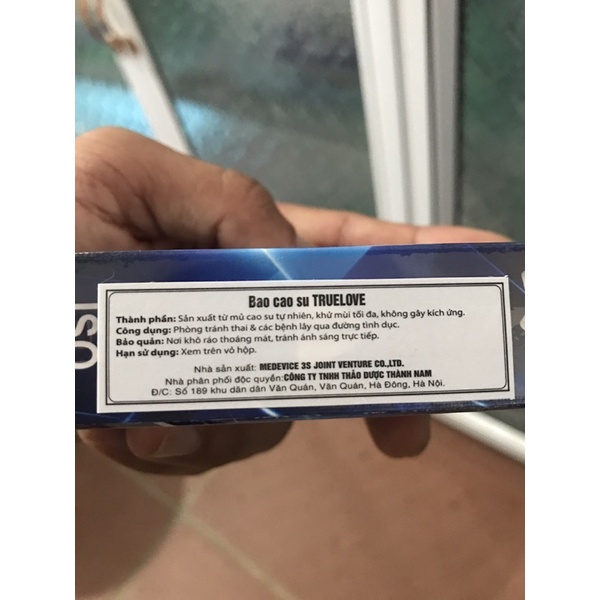 Bao cao su TRUELOVE
Thành phần: Sản xuất từ mủ cao su tự nhiên, khử mùi tối đa, không gây kích ứng.
Công dụng: Phòng tránh thai & các bệnh lây qua đường tình dục.
Bảo quản: Nơi khô ráo thoáng mát, tránh ánh sáng trực tiếp.
Hạn sử dụng: Xem trên vỏ hộp.
Nhà sản xuất: MEDEVICE 3S JOINT VENTURE CO.,LTD.
Nhà phân phối độc quyền:CÔNG TY TNHH THẢO DƯỢC THÀNH NAM
Đ/C: Số 189 khu dãn dân Văn Quán, Văn Quán, Hà Đông, Hà Nội.